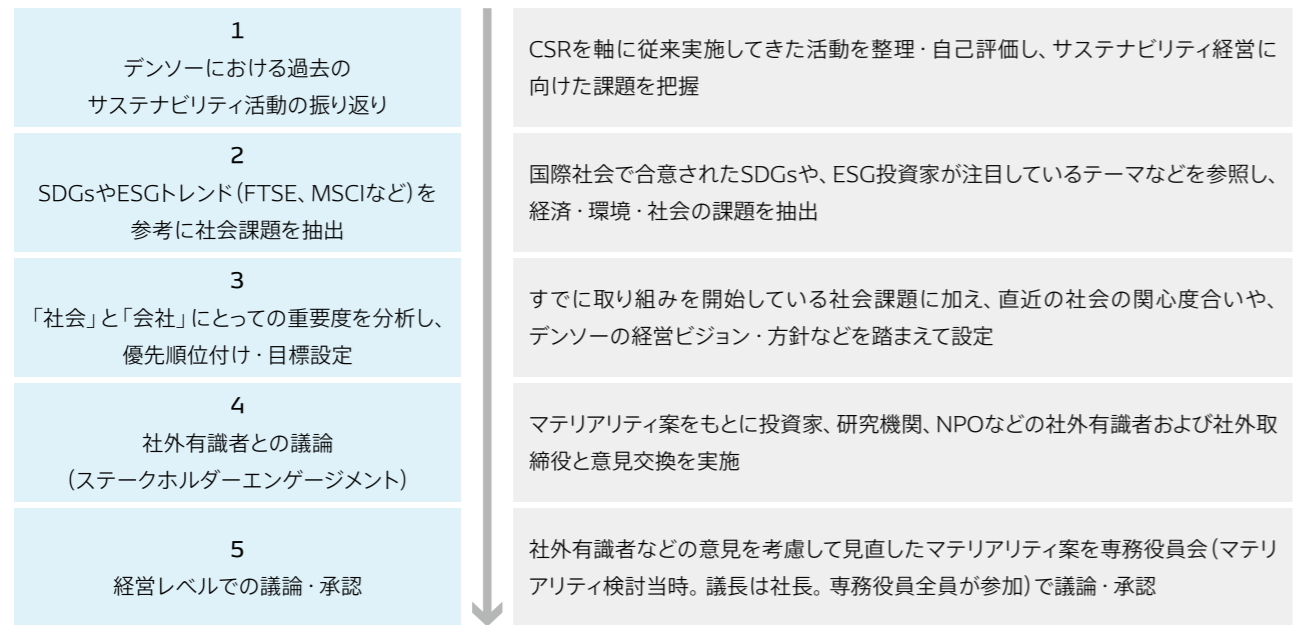 1
デンソーにおける過去の
サステナビリティ活動の振り返り
CSRを軸に従来実施してきた活動を整理・自己評価し、サステナビリティ経営に
向けた課題を把握
2
SDGsやESGトレンド(FTSE、MSCIなど)を
参考に社会課題を抽出
国際社会で合意されたSDGsや、ESG投資家が注目しているテーマなどを参照し、
経済・環境・社会の課題を抽出
3
「社会」と「会社」にとっての重要度を分析し、
優先順位付け・目標設定
すでに取り組みを開始している社会課題に加え、直近の社会の関心度合いや、
デンソーの経営ビジョン・方針などを踏まえて設定
4
社外有識者との議論
(ステークホルダーエンゲージメント)
マテリアリティ案をもとに投資家、研究機関、NPOなどの社外有識者および社外取
締役と意見交換を実施
5
経営レベルでの議論・承認
社外有識者などの意見を考慮して見直したマテリアリティ案を専務役員会(マテリ
アリティ検討当時。議長は社長。専務役員全員が参加)で議論・承認